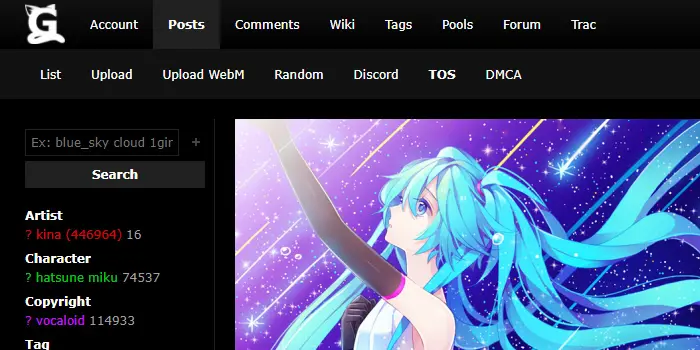 G
Account Posts Comments Wiki Tags Pools Forum Trac
List Upload Upload WebM Random Discord TOS DMCA
Ex: blue_sky cloud 1gir +
Search
Artist
? kina (446964) 16
Character
? hatsune miku 74537
Copyright
? vocaloid 114933
Tag